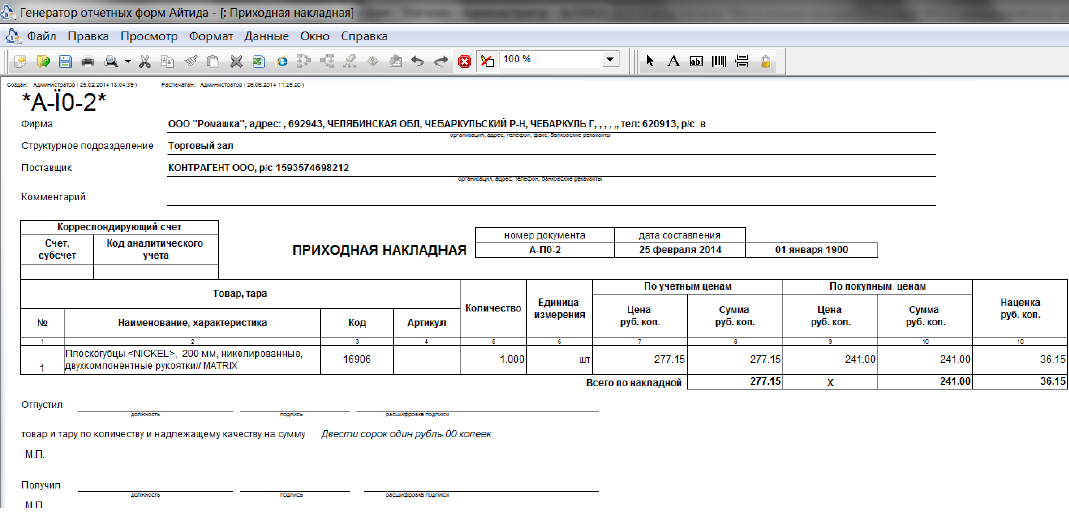 Генератор отчетных форм Айтида - [: Приходная накладная]
Файл Правка Просмотр Формат Данные Окно Справка
100 %
Создан: Администратор ( 25.02.2014 16:04:39 ) Распечатан: Администратор ( 26.06.2014 11:25:20 )
*А-Ї0-2*
Фирма ООО "Ромашка", адрес: , 692943, ЧЕЛЯБИНСКАЯ ОБЛ, ЧЕБАРКУЛЬСКИЙ Р-Н, ЧЕБАРКУЛЬ Г, , , , ,, тел: 620913, р/с в
организация, адрес, телефон, факс, банковские реквизиты
Структурное подразделение Торговый зал
Поставщик КОНТРАГЕНТ ООО, р/с 1593574698212
организация, адрес, телефон, банковские реквизиты
Комментарий
Корреспондирующий счет
Счет, субсчет Код аналитического учета
ПРИХОДНАЯ НАКЛАДНАЯ
номер документа дата составления
А-П0-2 25 февраля 2014 01 января 1900
Товар, тара Количество Единица измерения По учетным ценам По покупным ценам Наценка руб. коп.
№ Наименование, характеристика Код Артикул Цена руб. коп. Сумма руб. коп. Цена руб. коп. Сумма руб. коп.
1 2 3 4 5 6 7 8 9 10 10
1 Плоскогубцы <NICKEL>, 200 мм, никелированные, двухкомпонентные рукоятки// MATRIX 16906 1.000 шт 277.15 277.15 241.00 241.00 36.15
Всего по накладной 277.15 X 241.00 36.15
Отпустил
должность подпись расшифровка подписи
товар и тару по количеству и надлежащему качеству на сумму Двести сорок один рубль 00 копеек
М.П.
Получил
должность подпись расшифровка подписи
М.П.